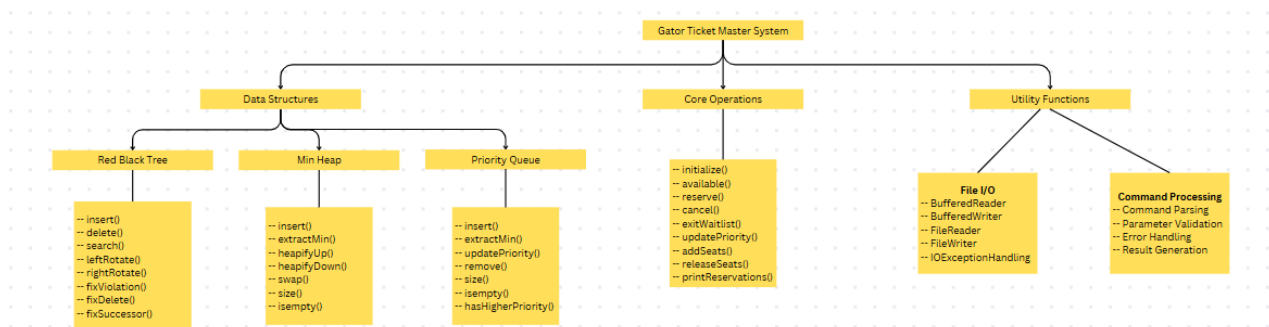 Gator Ticket Master System
Data Structures
Core Operations
Utility Functions
Red Black Tree
Min Heap
Priority Queue
-- insert()
-- delete()
-- search()
-- leftRotate()
-- rightRotate()
-- fixViolation()
-- fixDelete()
-- fixSuccessor()
-- insert()
-- extractMin()
-- heapifyUp()
-- heapifyDown()
-- swap()
-- size()
-- isempty()
-- insert()
-- extractMin()
-- updatePriority()
-- remove()
-- size()
-- isempty()
-- hasHigherPriority()
-- initialize()
-- available()
-- reserve()
-- cancel()
-- exitWaitlist()
-- updatePriority()
-- addSeats()
-- releaseSeats()
-- printReservations()
File I/O
-- BufferedReader
-- BufferedWriter
-- FileReader
-- FileWriter
-- IOExceptionHandling
Command Processing
-- Command Parsing
-- Parameter Validation
-- Error Handling
-- Result Generation